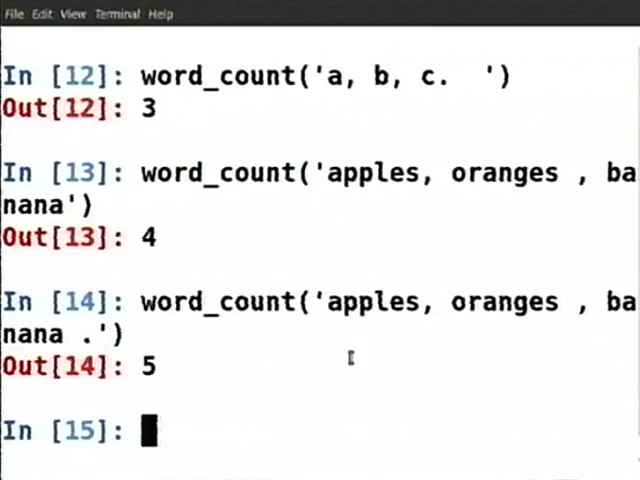 File Edit View Terminal Help
In [12]: word_count('a, b, c.  ')
Out[12]: 3
In [13]: word_count('apples, oranges , ba
nana')
Out[13]: 4
In [14]: word_count('apples, oranges , ba
nana .')
Out[14]: 5
In [15]: